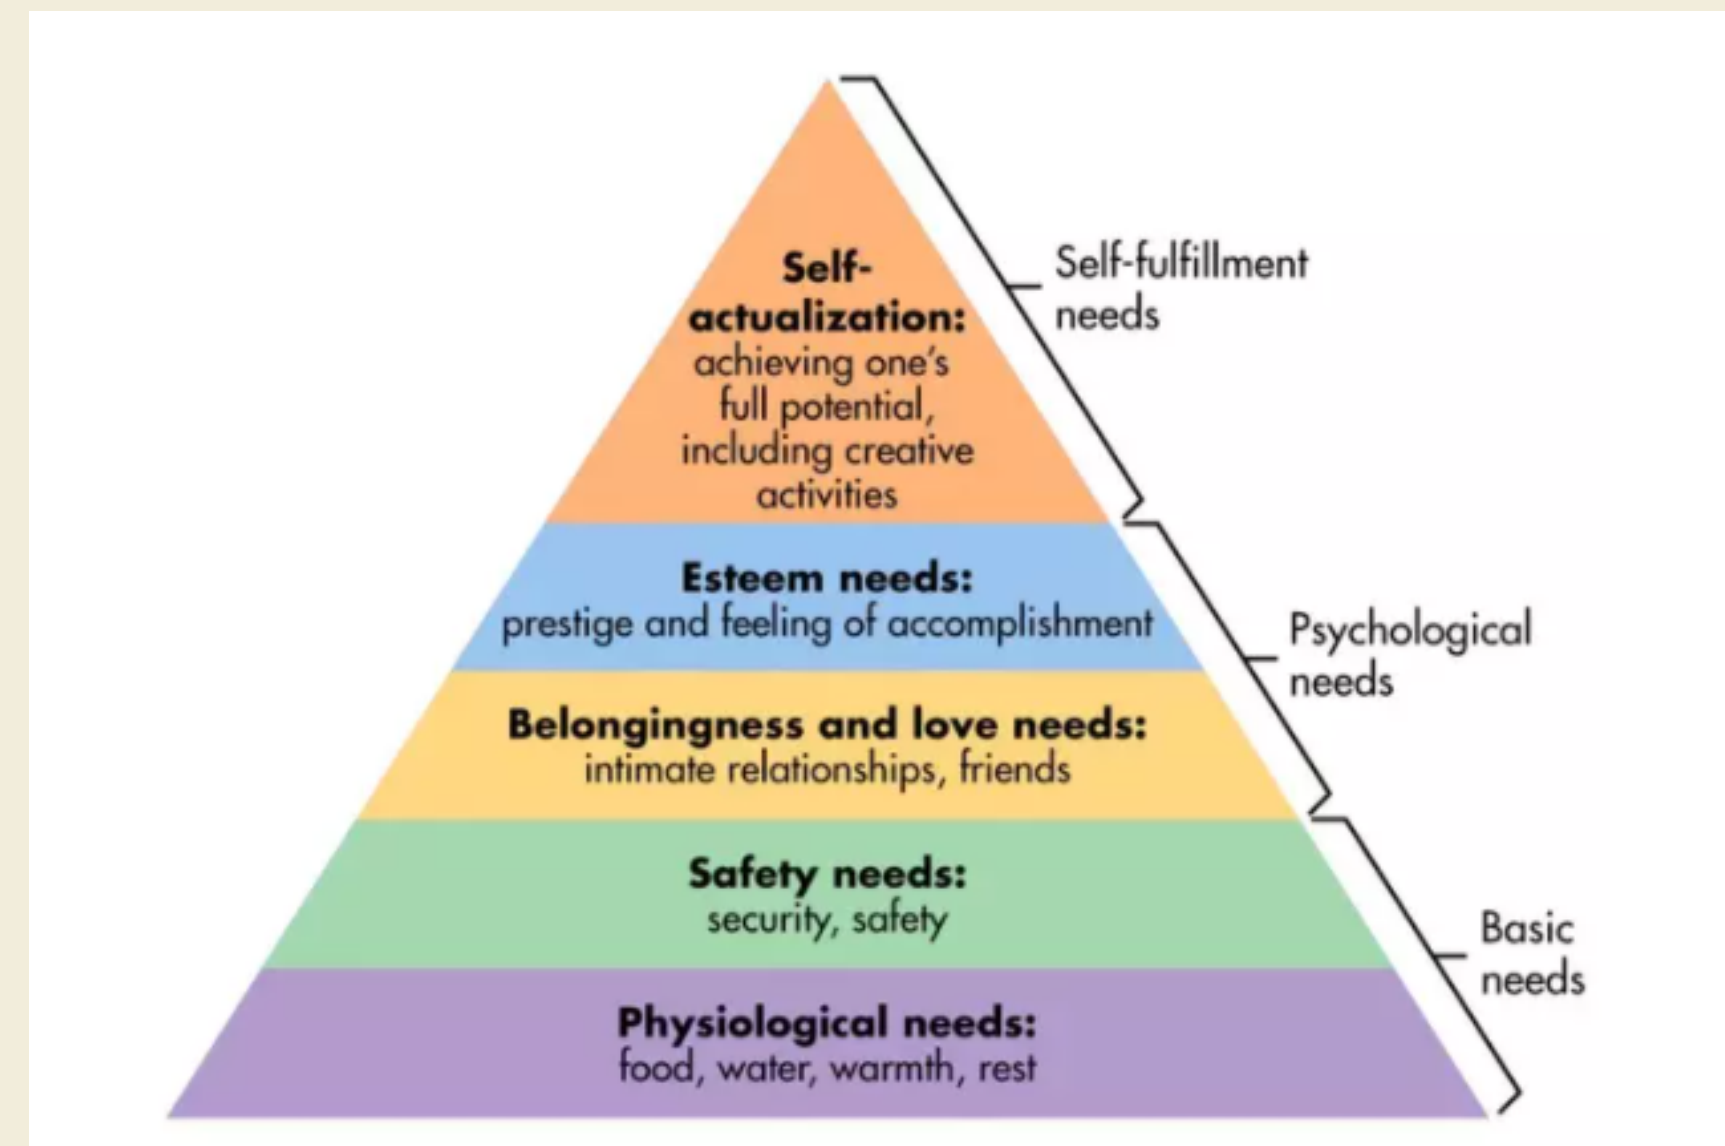 Self-
actualization:
achieving one's
full potential,
including creative
activities
Self-fulfillment
needs
Esteem needs:
prestige and feeling of accomplishment
Belongingness and love needs:
intimate relationships, friends
Psychological
needs
Safety needs:
security, safety
Physiological needs:
food, water, warmth, rest
Basic
needs